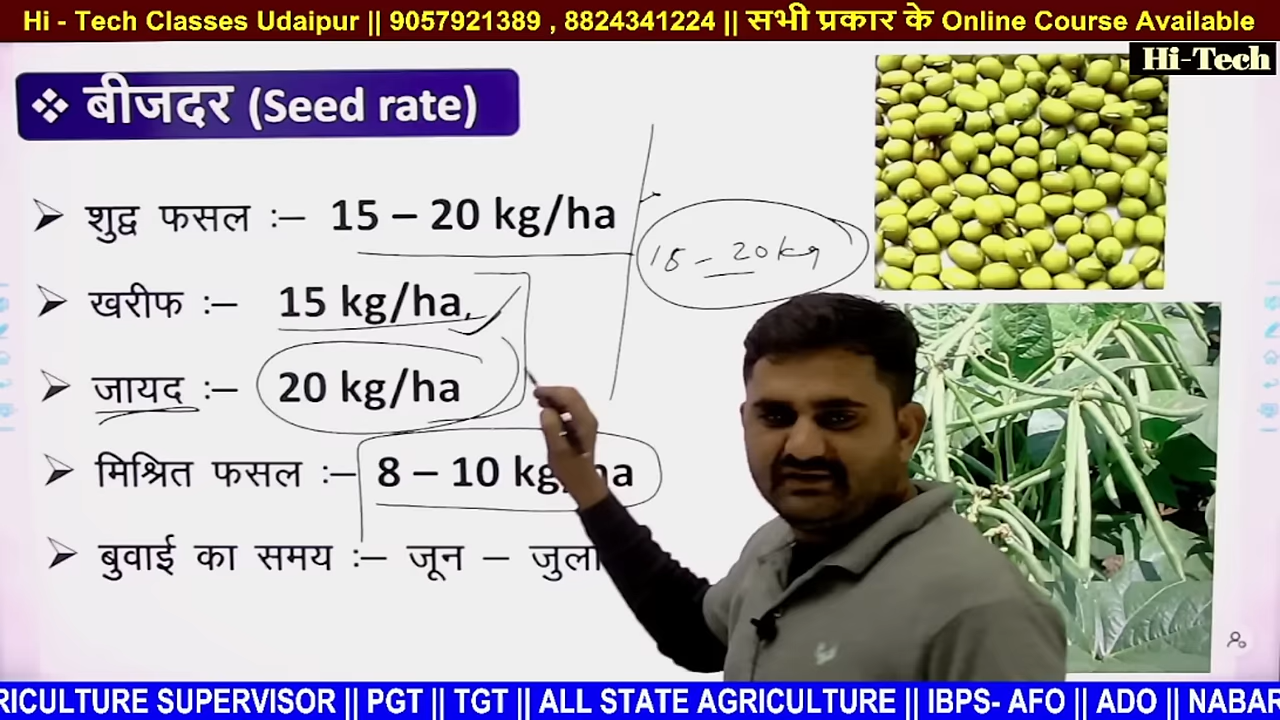 Hi - Tech Classes Udaipur || 9057921389 , 8824341224 || सभी प्रकार के Online Course Available
Hi-Tech
❖ बीजदर (Seed rate)
➢ शुद्व फसल :– 15 – 20 kg/ha
15 – 20 kg
➢ खरीफ :– 15 kg/ha,
➢ जायद :– 20 kg/ha
➢ मिश्रित फसल :– 8 – 10 kg/ha
➢ बुवाई का समय :– जून –
RICULTURE SUPERVISOR || PGT || TGT || ALL STATE AGRICULTURE || IBPS- AFO || ADO || NABAR